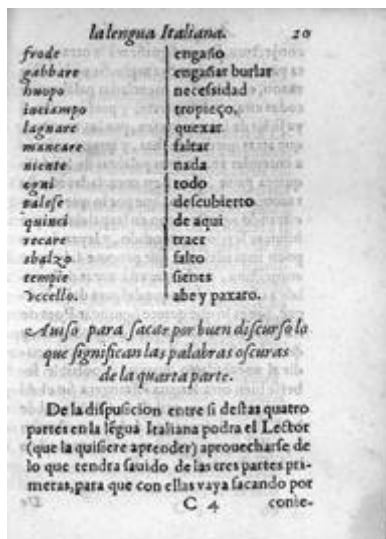 la lengua Italiana. 20
frode engaño
gabbare engañar burlar
huopo necessidad
inciampo tropieço.
lagnare quexar
mancare faltar
niente nada
ogni todo
palese descubierto
quinci de aqui
recare traer
sbalzo salto
tempie sienes
Vccello. abe y paxaro.
Auiso para sacar por buen discurso lo
que significan las palabras oscuras
de la quarta parte.
De la dispusicion entre si destas quatro
partes en la lēgua Italiana podra el Lector
(que la quisiere aprender) aprouecharse de
lo que tendra sauido de las tres partes pri-
meras, para que con ellas vaya sacando por
C 4 conie-